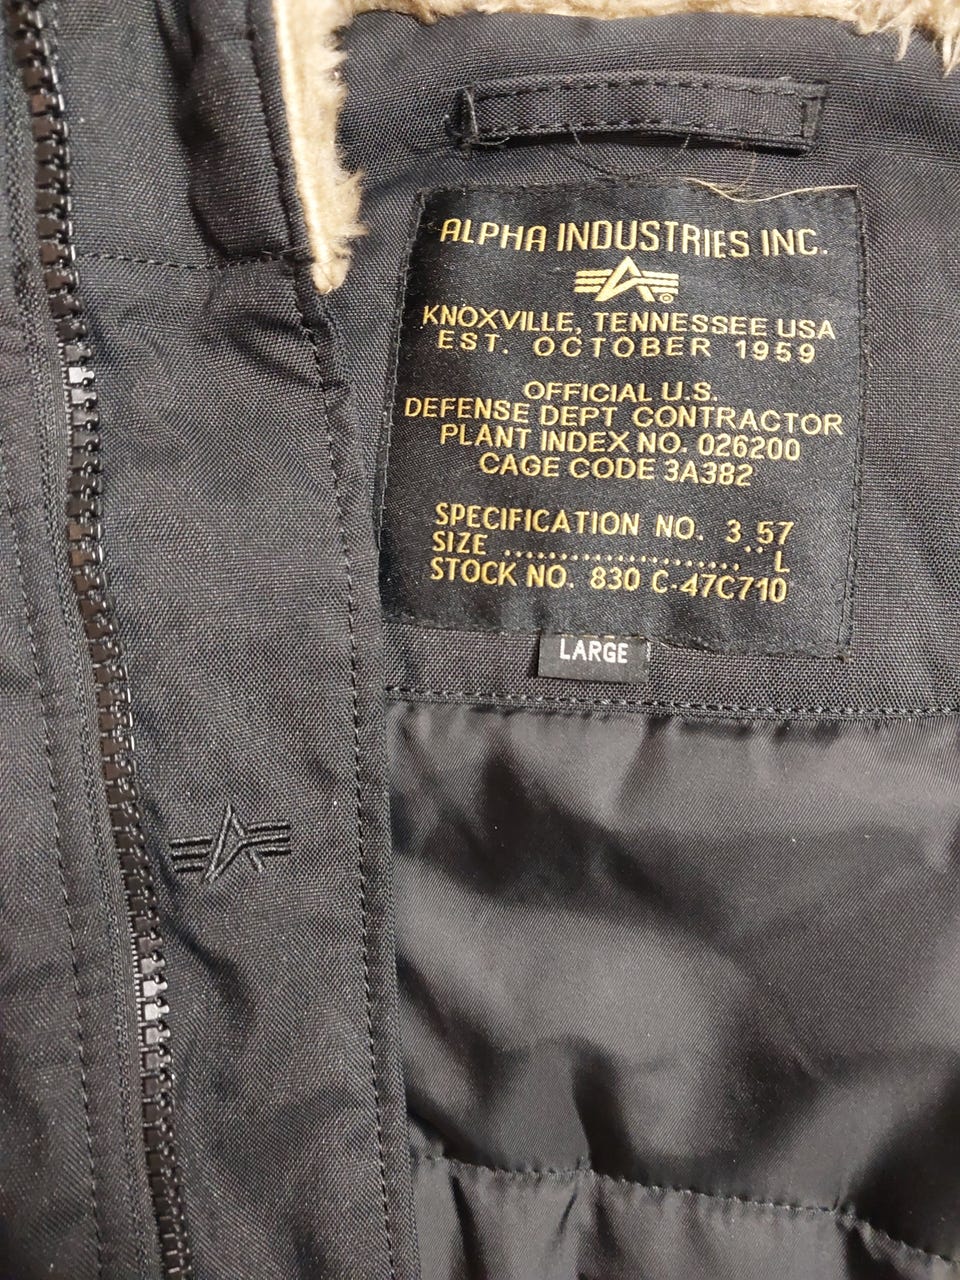 ALPHA INDUSTRIES INC.
®
KNOXVILLE, TENNESSEE USA
EST. OCTOBER 1959
OFFICIAL U.S.
DEFENSE DEPT CONTRACTOR
PLANT INDEX NO. 026200
CAGE CODE 3A382
SPECIFICATION NO. 3 57
SIZE ........................ L
STOCK NO. 830 C-47C710
LARGE